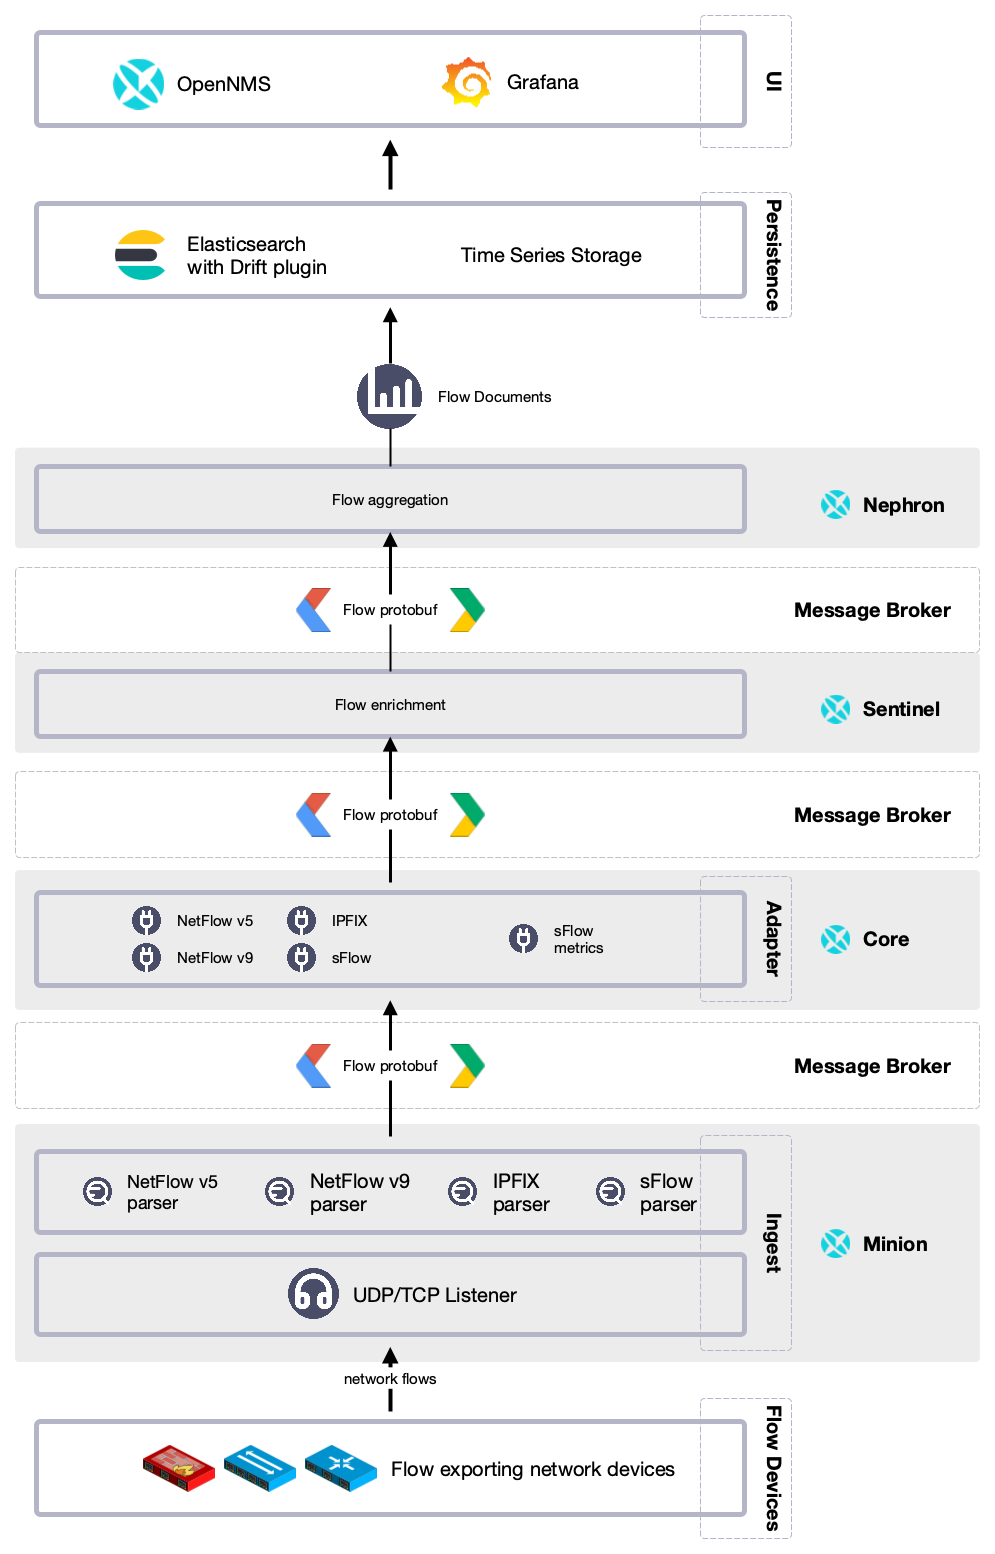 OpenNMS
Grafana
UI
Elasticsearch
with Drift plugin
Time Series Storage
Persistence
Flow Documents
Flow aggregation
Nephron
Flow protobuf
Message Broker
Flow enrichment
Sentinel
Flow protobuf
Message Broker
NetFlow v5
IPFIX
NetFlow v9
sFlow
sFlow
metrics
Adapter
Core
Flow protobuf
Message Broker
NetFlow v5
parser
NetFlow v9
parser
IPFIX
parser
sFlow
parser
Ingest
Minion
UDP/TCP Listener
network flows
Flow exporting network devices
Flow Devices